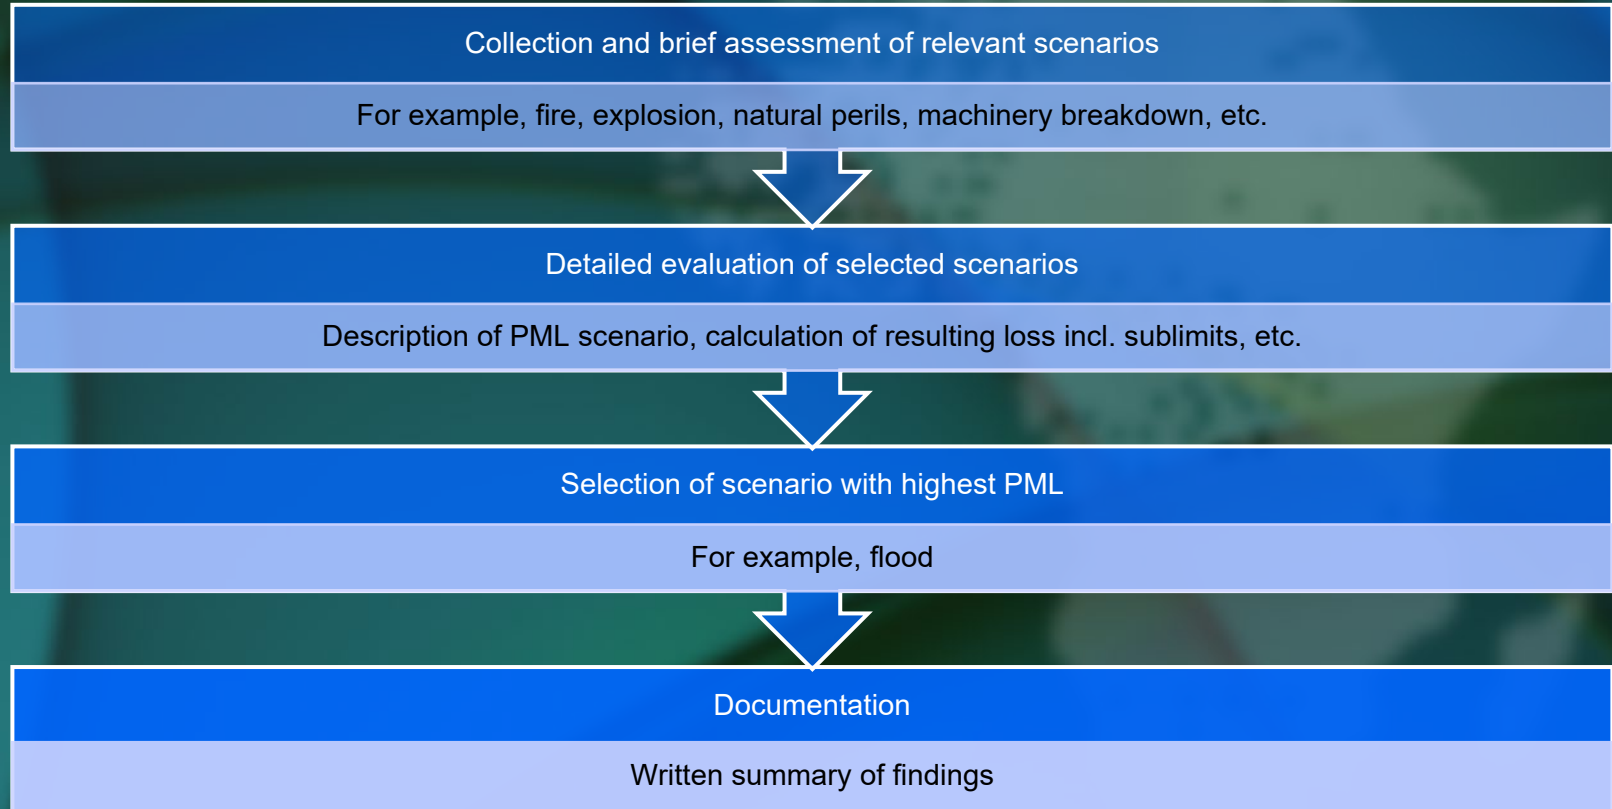 Collection and brief assessment of relevant scenarios
For example, fire, explosion, natural perils, machinery breakdown, etc.
Detailed evaluation of selected scenarios
Description of PML scenario, calculation of resulting loss incl. sublimits, etc.
Selection of scenario with highest PML
For example, flood
Documentation
Written summary of findings